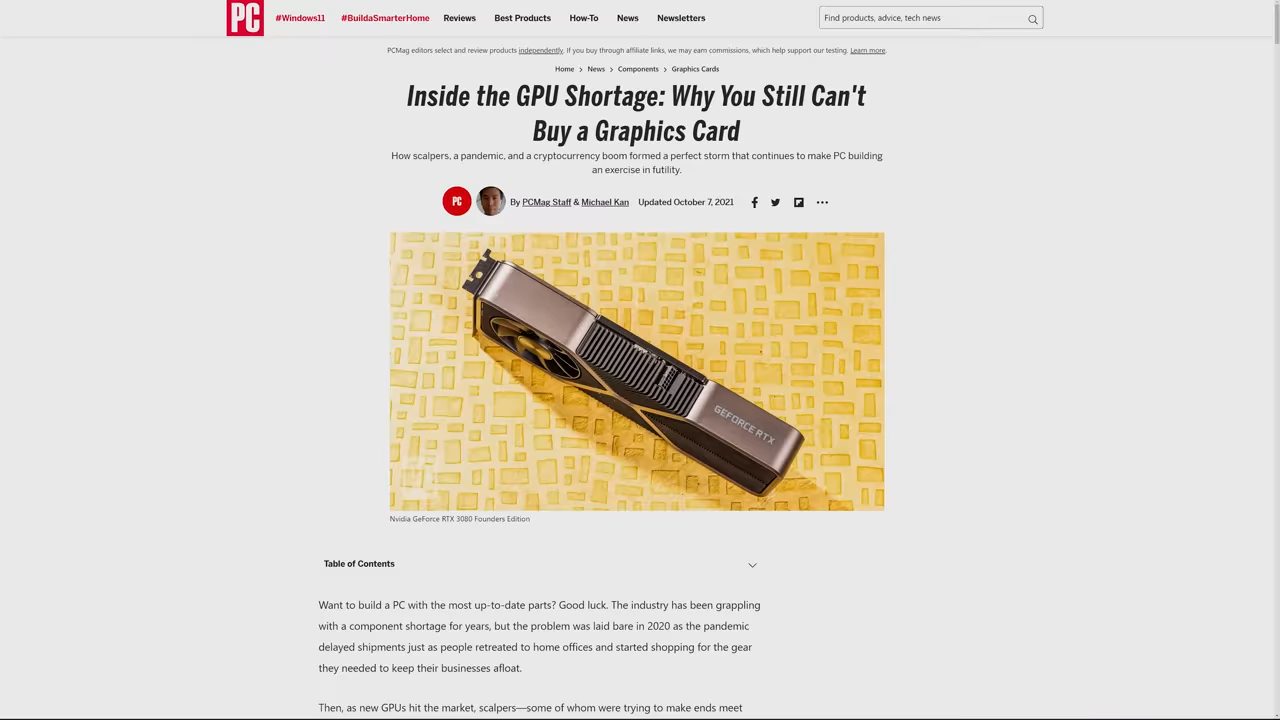 PC
#Windows11
#BuildaSmarterHome
Reviews
Best Products
How-To
News
Newsletters
Find products, advice, tech news
PCMag editors select and review products independently. If you buy through affiliate links, we may earn commissions, which help support our testing. Learn more.
Home > News > Components > Graphics Cards
Inside the GPU Shortage: Why You Still Can't
Buy a Graphics Card
How scalpers, a pandemic, and a cryptocurrency boom formed a perfect storm that continues to make PC building
an exercise in futility.
PC
By PCMag Staff & Michael Kan Updated October 7, 2021
GEFORCE RTX
Nvidia GeForce RTX 3080 Founders Edition
Table of Contents
Want to build a PC with the most up-to-date parts? Good luck. The industry has been grappling
with a component shortage for years, but the problem was laid bare in 2020 as the pandemic
delayed shipments just as people retreated to home offices and started shopping for the gear
they needed to keep their businesses afloat.
Then, as new GPUs hit the market, scalpers—some of whom were trying to make ends meet